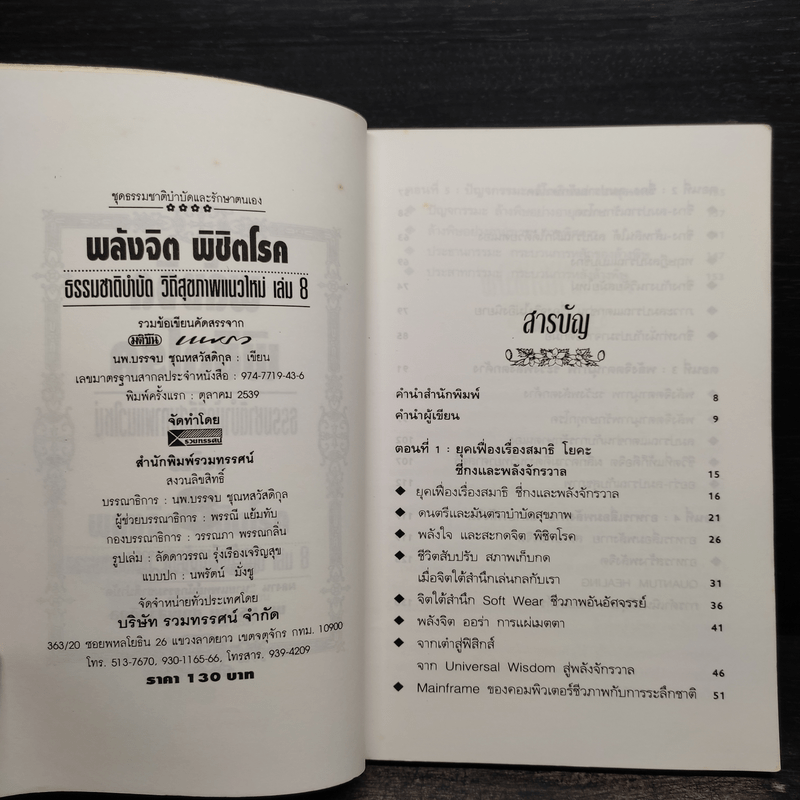 ชุดธรรมชาติบำบัดและรักษาตนเอง
พลังจิต พิชิตโรค
ธรรมชาติบำบัด วิถีสุขภาพแนวใหม่ เล่ม 8
รวมข้อเขียนคัดสรรจาก
มติชน แพรว
นพ.บรรจบ ชุณหสวัสดิกุล : เขียน
เลขมาตรฐานสากลประจำหนังสือ : 974-7719-43-6
พิมพ์ครั้งแรก : ตุลาคม 2539
จัดทำโดย
รวมทรรศน์
สำนักพิมพ์รวมทรรศน์
สงวนลิขสิทธิ์
บรรณาธิการ : นพ.บรรจบ ชุณหสวัสดิกุล
ผู้ช่วยบรรณาธิการ : พรรณี แย้มทับ
กองบรรณาธิการ : วรรณภา พรรณกลิ่น
รูปเล่ม : ลัดดาวรรณ รุ่งเรืองเจริญสุข
แบบปก : นพรัตน์ มั่งชู
จัดจำหน่ายทั่วประเทศโดย
บริษัท รวมทรรศน์ จำกัด
363/20 ซอยพหลโยธิน 26 แขวงลาดยาว เขตจตุจักร กทม. 10900
โทร. 513-7670, 930-1165-66, โทรสาร. 939-4209
ราคา 130 บาท
สารบัญ
คำนำสำนักพิมพ์ 8
คำนำผู้เขียน 9
ตอนที่ 1 : ยุคเฟื่องเรื่องสมาธิ โยคะ
ชี่กงและพลังจักรวาล 15
◆ ยุคเฟื่องเรื่องสมาธิ ชี่กงและพลังจักรวาล 16
◆ ดนตรีและมันตราบำบัดสุขภาพ 21
◆ พลังใจ และสะกดจิต พิชิตโรค 26
◆ ชีวิตสับปรับ สภาพเก็บกด
เมื่อจิตใต้สำนึกเล่นกลกับเรา 31
◆ จิตใต้สำนึก Soft Wear ชีวภาพอันอัศจรรย์ 36
◆ พลังจิต ออร่า การแผ่เมตตา 41
◆ จากเต๋าสู่ฟิสิกส์
จาก Universal Wisdom สู่พลังจักรวาล 46
◆ Mainframe ของคอมพิวเตอร์ชีวภาพกับการระลึกชาติ 51